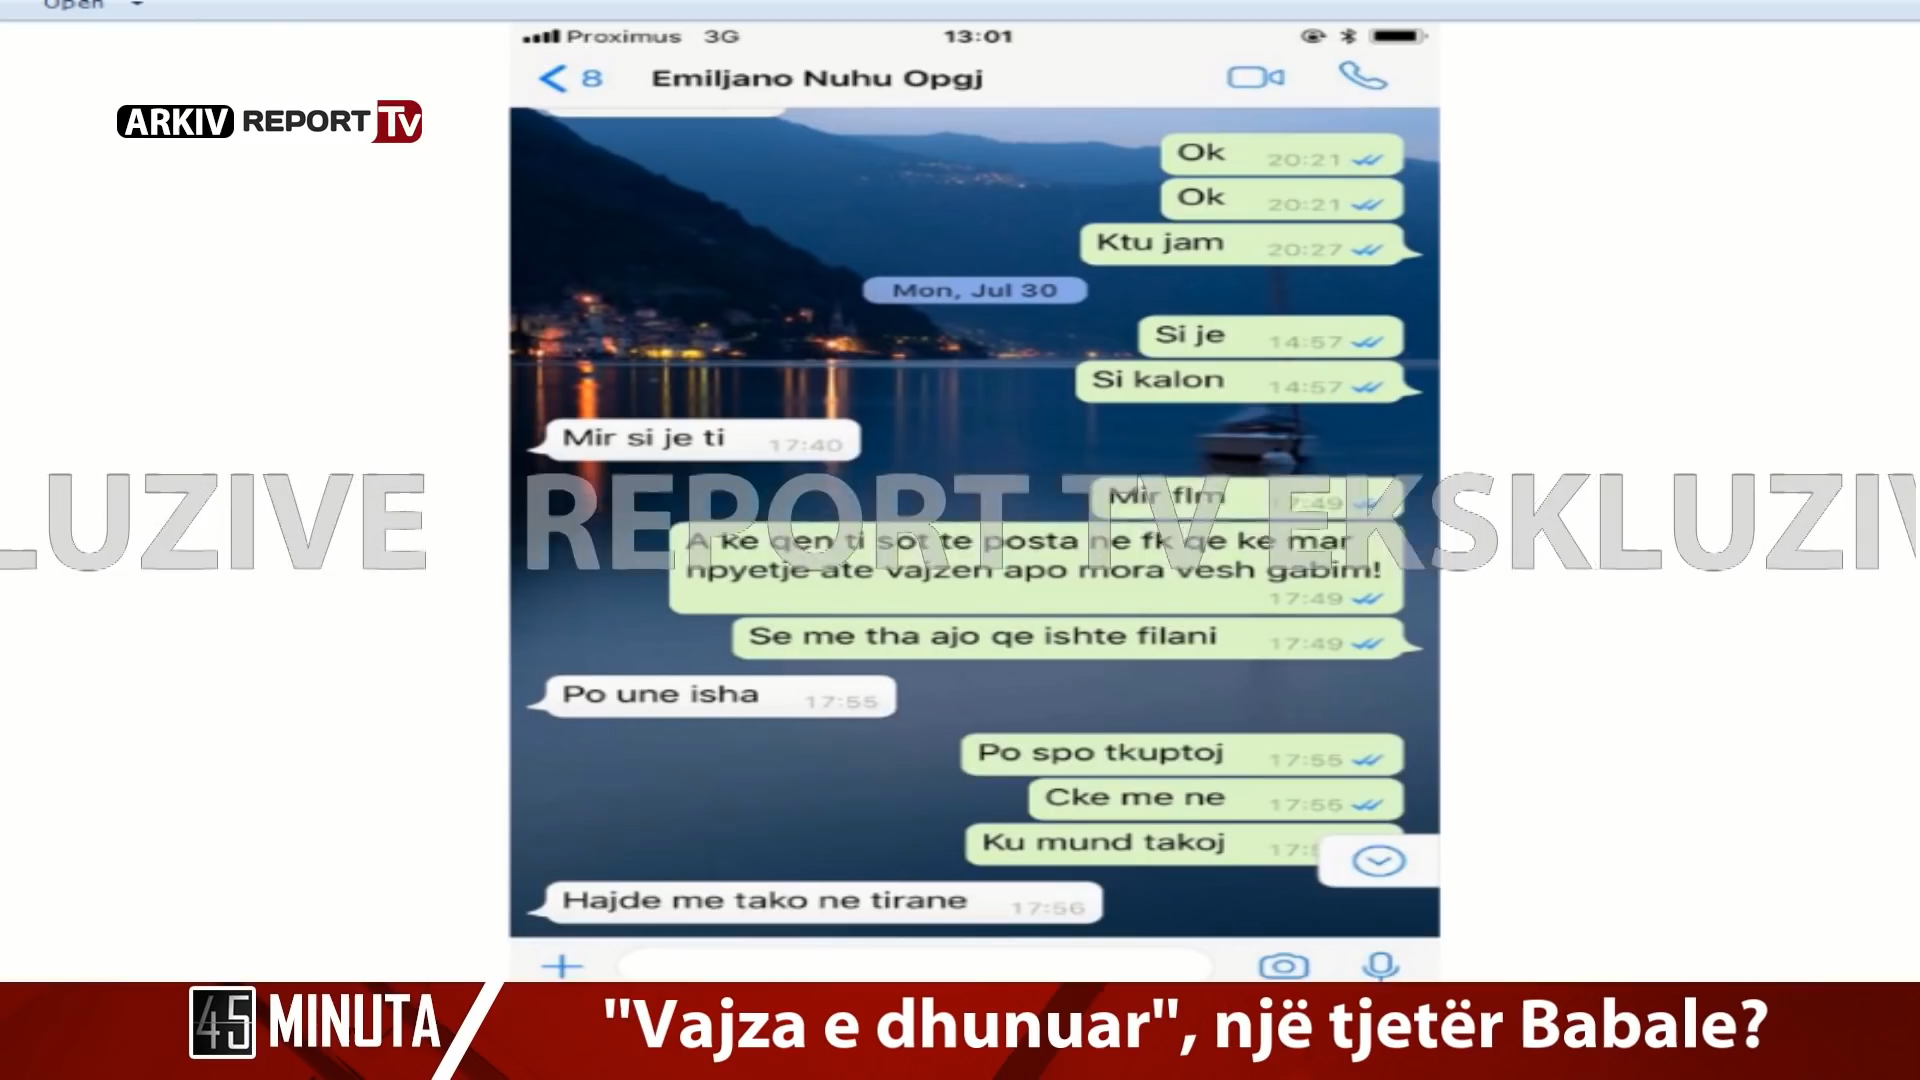 Open
Proximus 3G 13:01
8 Emiljano Nuhu Opgj
ARKIV REPORT Tv
Ok 20:21
Ok 20:21
Ktu jam 20:27
Mon, Jul 30
Si je 14:57
Si kalon 14:57
Mir si je ti 17:40
Mir flm 17:49
LUZIVE REPORT TV EKSKLUZIV
A ke qen ti sot te posta ne fk qe ke mar
npyetje ate vajzen apo mora vesh gabim!
17:49
Se me tha ajo qe ishte filani 17:49
Po une isha 17:55
Po spo tkuptoj 17:55
Cke me ne 17:55
Ku mund takoj
Hajde me tako ne tirane 17:56
45 MINUTA
"Vajza e dhunuar", një tjetër Babale?